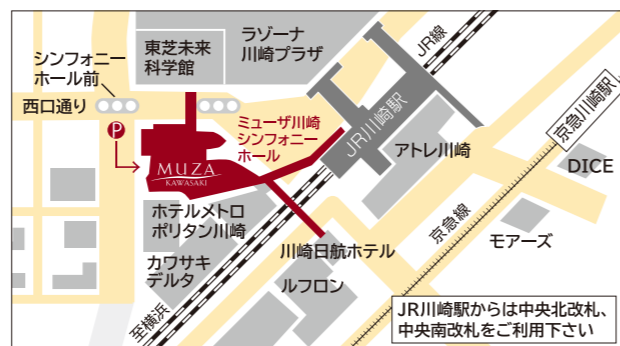 シンフォニー
ホール前
東芝未来
科学館
ラゾーナ
川崎プラザ
JR線
西口通り
P
ミューザ川崎
シンフォニー
ホール
JR川崎駅
京急川崎駅
MUZA
KAWASAKI
アトレ川崎
DICE
ホテルメトロ
ポリタン川崎
京急線
モアーズ
川崎日航ホテル
カワサキ
デルタ
ルフロン
至横浜
JR川崎駅からは中央北改札、
中央南改札をご利用下さい